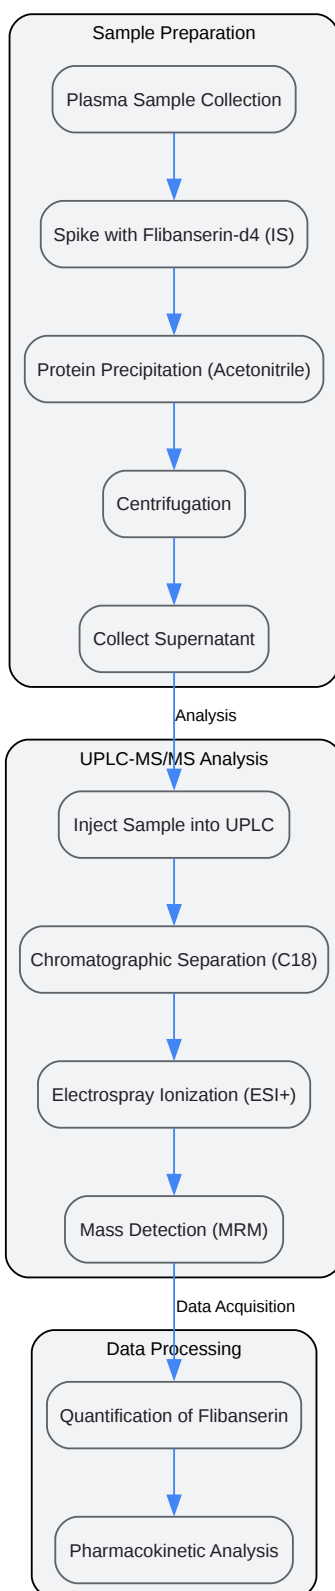 Sample Preparation
Plasma Sample Collection
Spike with Flibanserin-d4 (IS)
Protein Precipitation (Acetonitrile)
Centrifugation
Collect Supernatant
Analysis
UPLC-MS/MS Analysis
Inject Sample into UPLC
Chromatographic Separation (C18)
Electrospray Ionization (ESI+)
Mass Detection (MRM)
Data Acquisition
Data Processing
Quantification of Flibanserin
Pharmacokinetic Analysis